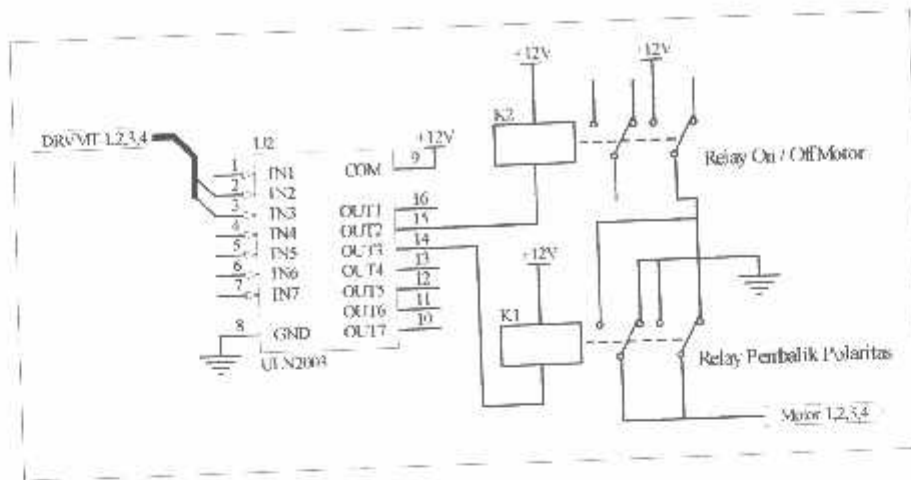 +12V
+12V
K2
DRVMT 1,2,3,4
U2
+12V
Relay On / Off Motor
1
IN1
COM
9
2
IN2
3
IN3
OUT1
16
4
IN4
OUT2
15
5
IN5
OUT3
14
6
IN6
OUT4
13
7
IN7
OUT5
12
OUT6
11
8
GND
OUT7
10
ULN2003
+12V
K1
Relay Pembalik Polaritas
Motor 1,2,3,4